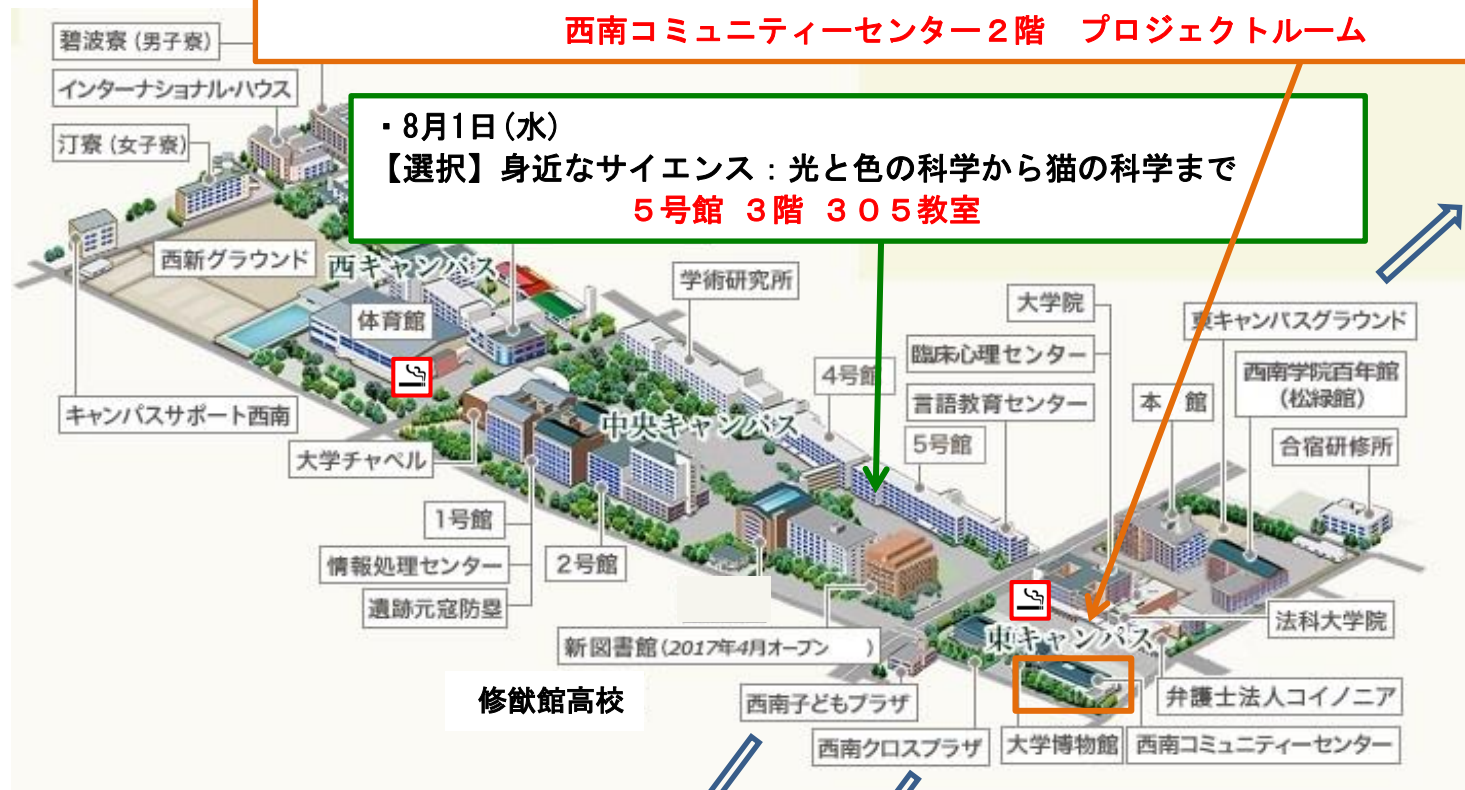 西南コミュニティーセンター２階　プロジェクトルーム
碧波寮（男子寮）
インターナショナル・ハウス
汀寮（女子寮）
・8月1日（水）
【選択】身近なサイエンス：光と色の科学から猫の科学まで
５号館 ３階 ３０５教室
西新グラウンド
西キャンパス
学術研究所
大学院
東キャンパスグラウンド
体育館
臨床心理センター
4号館
西南学院百年館
（松緑館）
キャンパスサポート西南
言語教育センター
本　館
中央キャンパス
5号館
合宿研修所
大学チャペル
1号館
情報処理センター
2号館
遺跡元寇防塁
法科大学院
新図書館（2017年4月オープン　　）
東キャンパス
修猷館高校
西南子どもプラザ
弁護士法人コイノニア
西南クロスプラザ
大学博物館
西南コミュニティーセンター